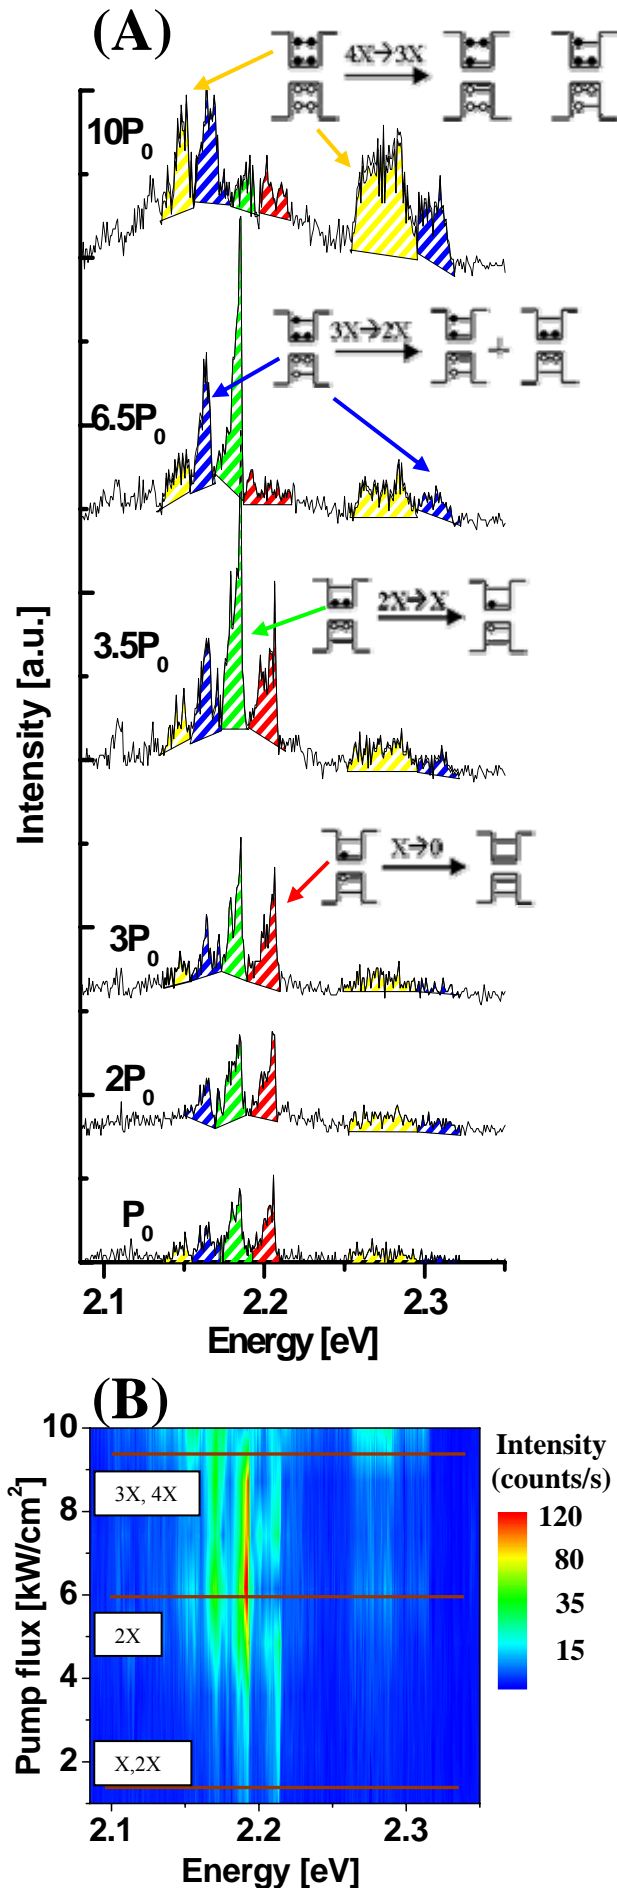 (A)
4X→3X
10P0
3X→2X
+
6.5P0
2X→X
3.5P0
X→0
3P0
2P0
P0
Intensity [a.u.]
2.1 2.2 2.3
Energy [eV]
(B)
10
8
6
4
2
Pump flux [kW/cm2]
3X, 4X
2X
X,2X
2.1 2.2 2.3
Energy [eV]
Intensity
(counts/s)
120
80
35
15